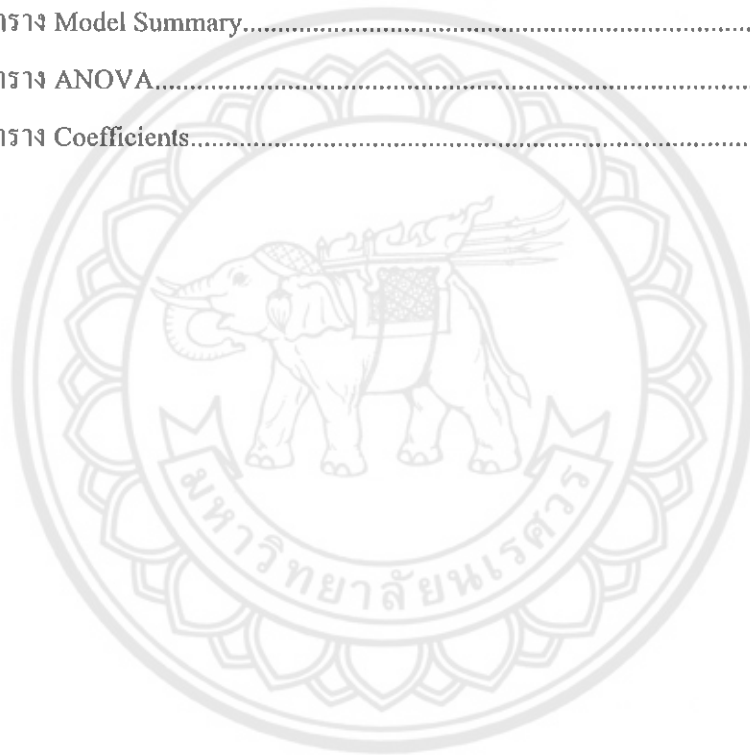 าราง Model Summary
าราง ANOVA
าราง Coefficients
มหาวิทยาลัยนเรศวร